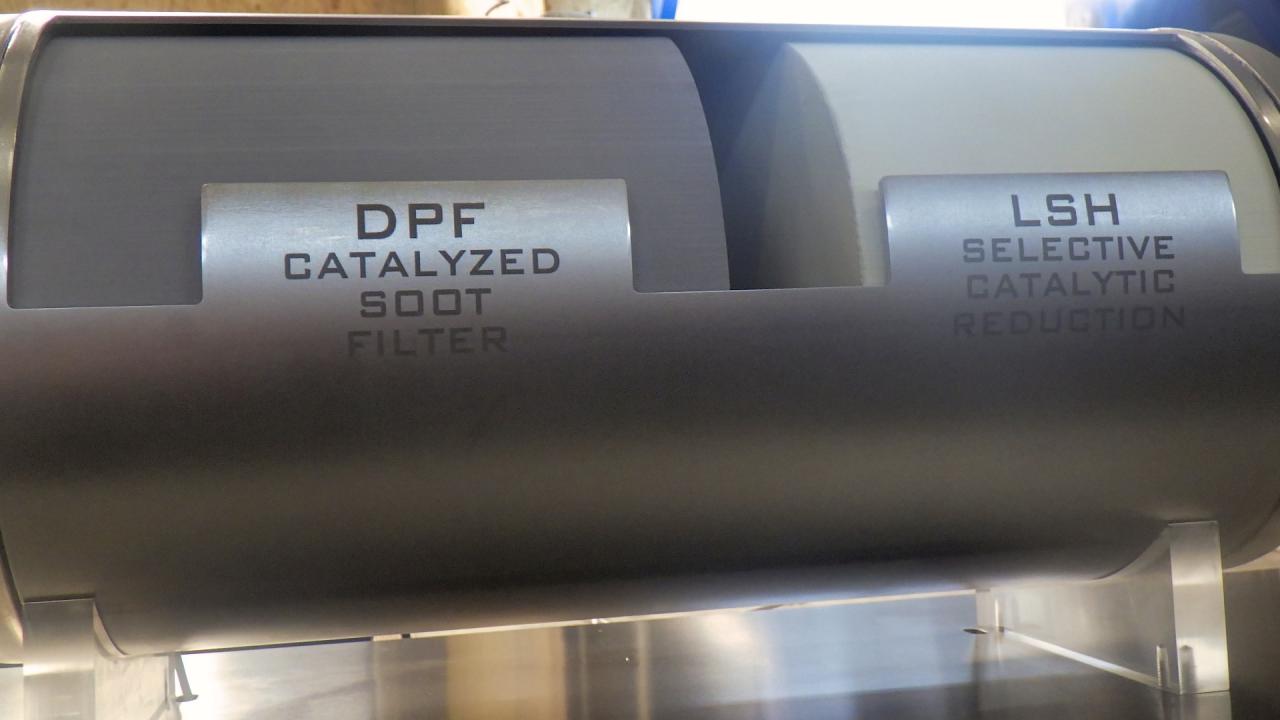 DPF
CATALYZED
SOOT
FILTER
LSH
SELECTIVE
CATALYTIC
REDUCTION